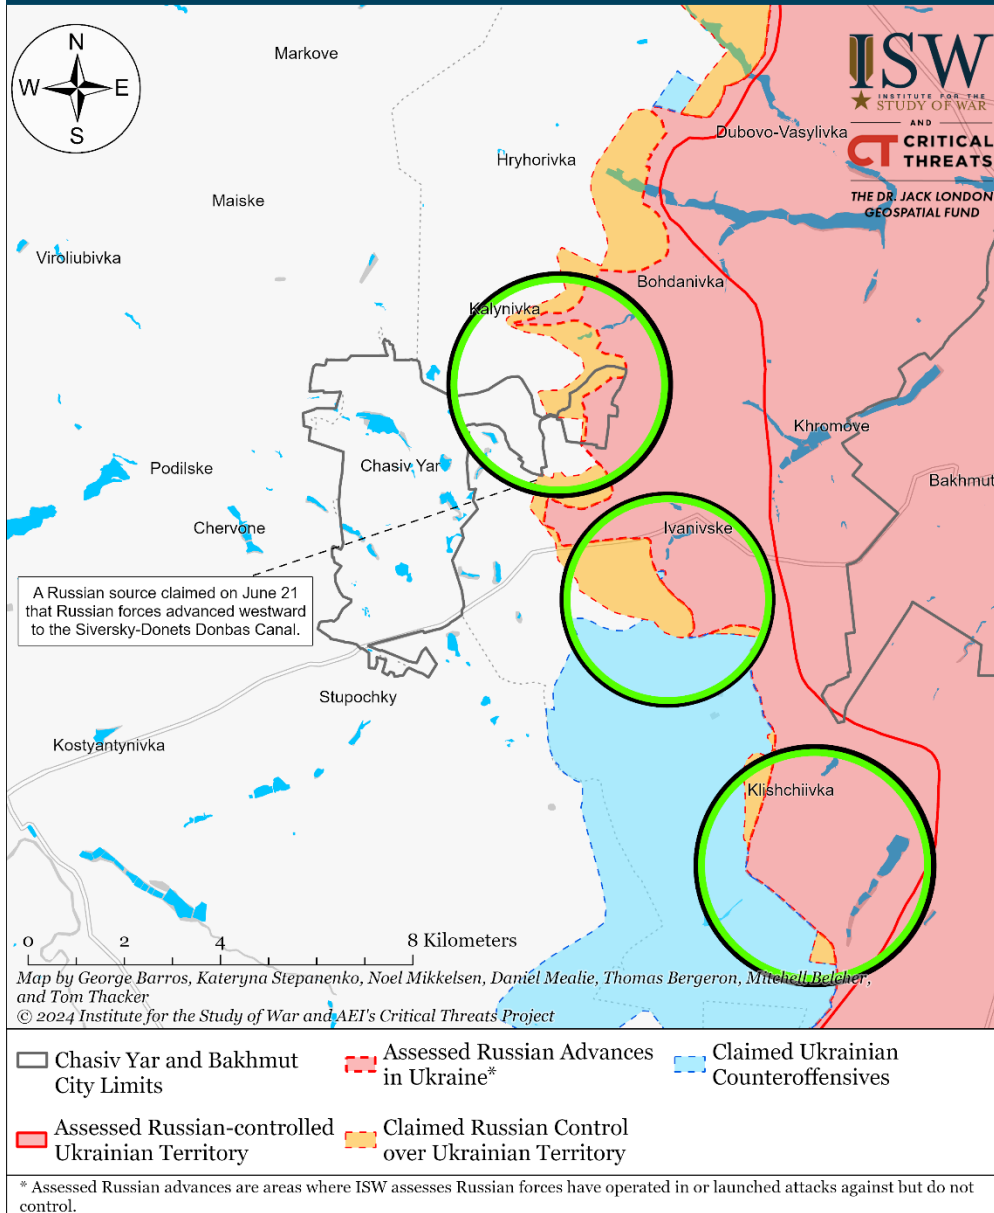 N
W
E
S
Markove
ISW
INSTITUTE FOR THE
STUDY OF WAR
AND
CT CRITICAL
THREATS
THE DR. JACK LONDON
GEOSPATIAL FUND
Dubovo-Vasylivka
Hryhorivka
Maiske
Viroliubivka
Bohdanivka
Kalynivka
Khromove
Podilske
Chasiv Yar
Bakhmut
Chervone
Ivanivske
A Russian source claimed on June 21
that Russian forces advanced westward
to the Siversky-Donets Donbas Canal.
Stupochky
Kostyantynivka
Klishchiivka
0 2 4 8 Kilometers
Map by George Barros, Kateryna Stepanenko, Noel Mikkelsen, Daniel Mealie, Thomas Bergeron, Mitchell Belcher,
and Tom Thacker
© 2024 Institute for the Study of War and AEI's Critical Threats Project
Chasiv Yar and Bakhmut
City Limits
Assessed Russian Advances
in Ukraine*
Claimed Ukrainian
Counteroffensives
Assessed Russian-controlled
Ukrainian Territory
Claimed Russian Control
over Ukrainian Territory
* Assessed Russian advances are areas where ISW assesses Russian forces have operated in or launched attacks against but do not
control.